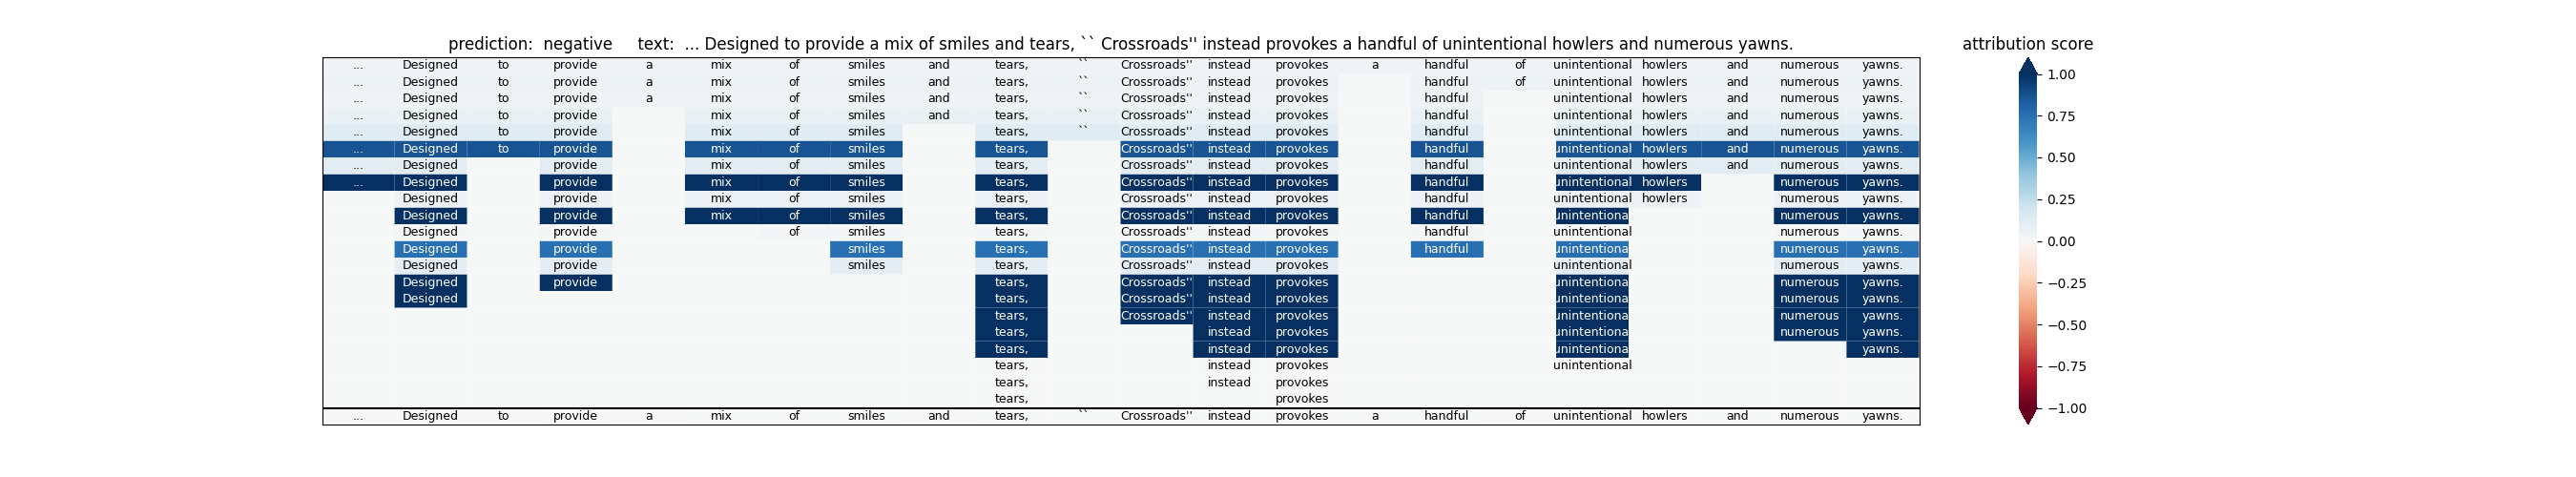 prediction: negative text: ... Designed to provide a mix of smiles and tears, `` Crossroads'' instead provokes a handful of unintentional howlers and numerous yawns. attribution score
... Designed to provide a mix of smiles and tears, `` Crossroads'' instead provokes a handful of unintentional howlers and numerous yawns.
... Designed to provide a mix of smiles and tears, `` Crossroads'' instead provokes handful of unintentional howlers and numerous yawns.
... Designed to provide a mix of smiles and tears, `` Crossroads'' instead provokes handful unintentional howlers and numerous yawns.
... Designed to provide mix of smiles and tears, `` Crossroads'' instead provokes handful unintentional howlers and numerous yawns.
... Designed to provide mix of smiles tears, `` Crossroads'' instead provokes handful unintentional howlers and numerous yawns.
... Designed to provide mix of smiles tears, Crossroads'' instead provokes handful unintentional howlers and numerous yawns.
... Designed provide mix of smiles tears, Crossroads'' instead provokes handful unintentional howlers and numerous yawns.
... Designed provide mix of smiles tears, Crossroads'' instead provokes handful unintentional howlers numerous yawns.
Designed provide mix of smiles tears, Crossroads'' instead provokes handful unintentional howlers numerous yawns.
Designed provide mix of smiles tears, Crossroads'' instead provokes handful unintentional numerous yawns.
Designed provide of smiles tears, Crossroads'' instead provokes handful unintentional numerous yawns.
Designed provide smiles tears, Crossroads'' instead provokes handful unintentional numerous yawns.
Designed provide smiles tears, Crossroads'' instead provokes unintentional numerous yawns.
Designed provide tears, Crossroads'' instead provokes unintentional numerous yawns.
Designed tears, Crossroads'' instead provokes unintentional numerous yawns.
tears, Crossroads'' instead provokes unintentional numerous yawns.
tears, instead provokes unintentional numerous yawns.
tears, instead provokes unintentional yawns.
tears, instead provokes unintentional
tears, instead provokes
tears, provokes
... Designed to provide a mix of smiles and tears, `` Crossroads'' instead provokes a handful of unintentional howlers and numerous yawns.
1.00
0.75
0.50
0.25
0.00
−0.25
−0.50
−0.75
−1.00